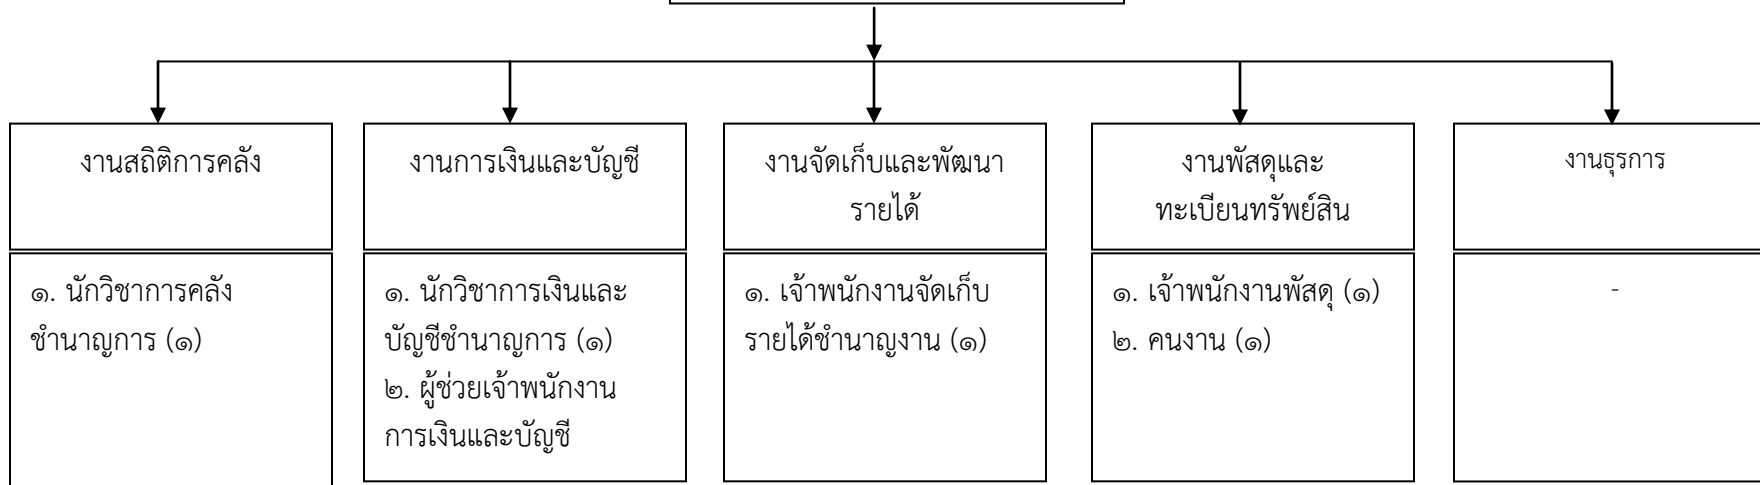 งานสถิติการคลัง
งานการเงินและบัญชี
งานจัดเก็บและพัฒนา
รายได้
งานพัสดุและ
ทะเบียนทรัพย์สิน
งานธุรการ
๑. นักวิชาการคลัง
ชำนาญการ (๑)
๑. นักวิชาการเงินและ
บัญชีชำนาญการ (๑)
๒. ผู้ช่วยเจ้าพนักงาน
การเงินและบัญชี
๑. เจ้าพนักงานจัดเก็บ
รายได้ชำนาญงาน (๑)
๑. เจ้าพนักงานพัสดุ (๑)
๒. คนงาน (๑)
-